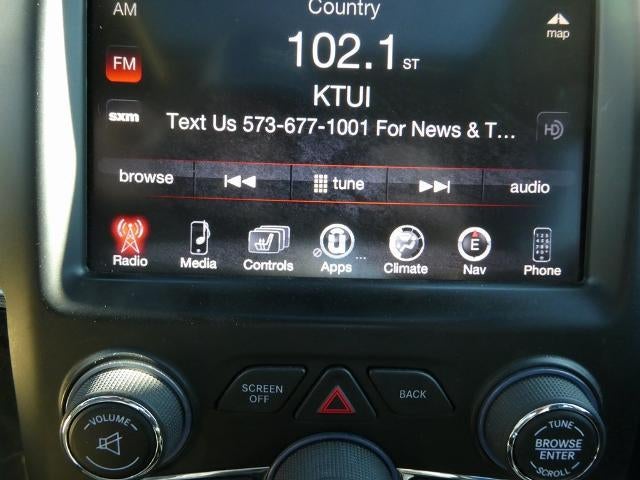 AM
Country
map
FM
102.1 ST
KTUI
sxm
Text Us 573-677-1001 For News & T...
HD
browse
tune
audio
Radio
Media
Controls
Apps
...
Climate
E
Nav
Phone
SCREEN
OFF
BACK
VOLUME
TUNE
BROWSE
ENTER
SCROLL